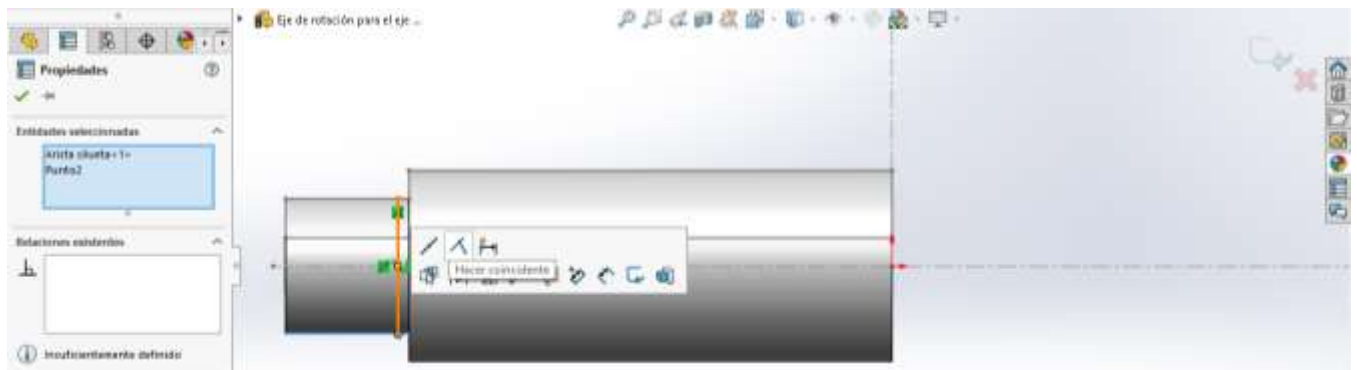 Eje de rotación para el eje ...
Propiedades
Entidades seleccionadas
Arista silueta<1>
Punto2
Relaciones existentes
Hacer coincidente
Insuficientemente definido